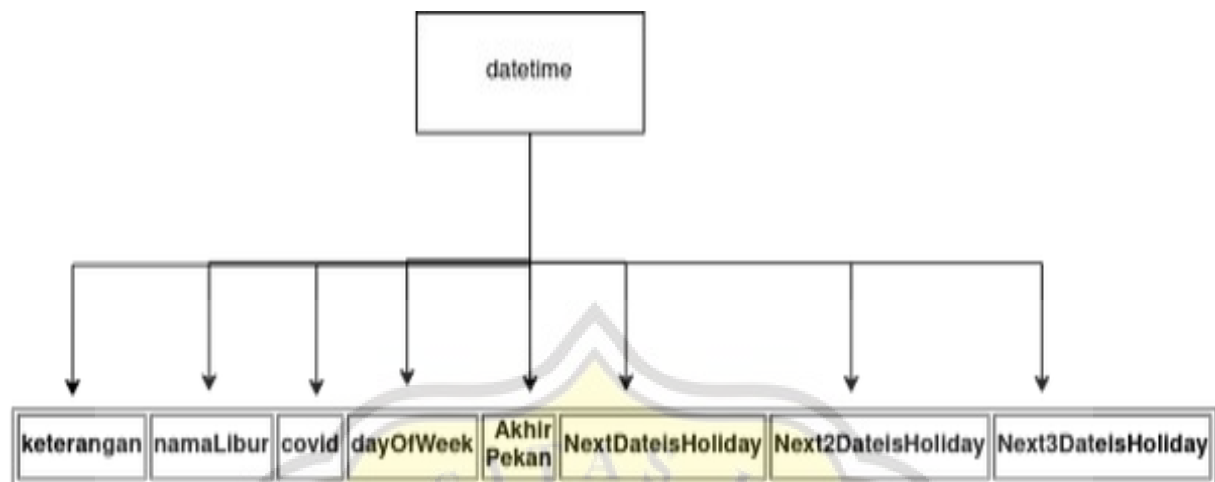 datetime
keterangan
namaLibur
covid
dayOfWeek
Akhir
Pekan
NextDateisHoliday
Next2DateisHoliday
Next3DateisHoliday